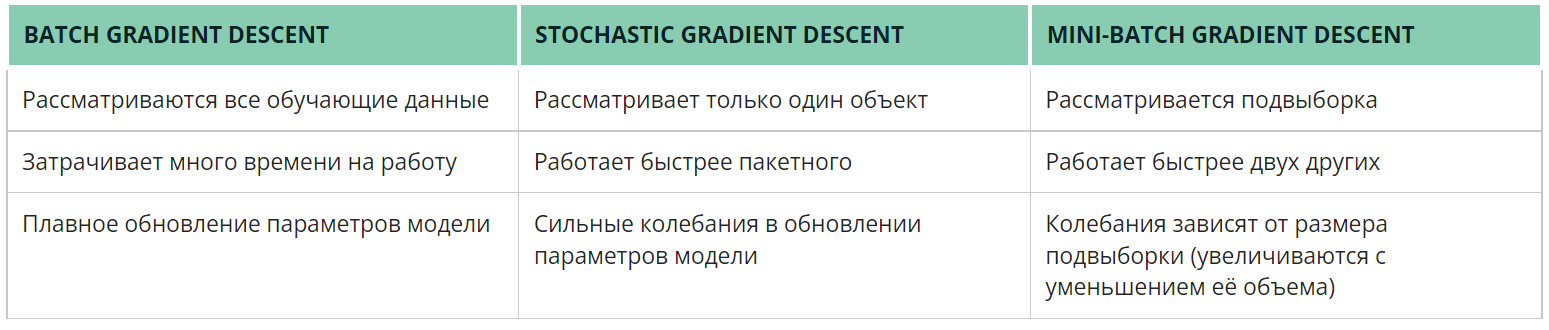 BATCH GRADIENT DESCENT
STOCHASTIC GRADIENT DESCENT
MINI-BATCH GRADIENT DESCENT
Рассматриваются все обучающие данные
Рассматривает только один объект
Рассматривается подвыборка
Затрачивает много времени на работу
Работает быстрее пакетного
Работает быстрее двух других
Плавное обновление параметров модели
Сильные колебания в обновлении
параметров модели
Колебания зависят от размера
подвыборки (увеличиваются с
уменьшением её объема)